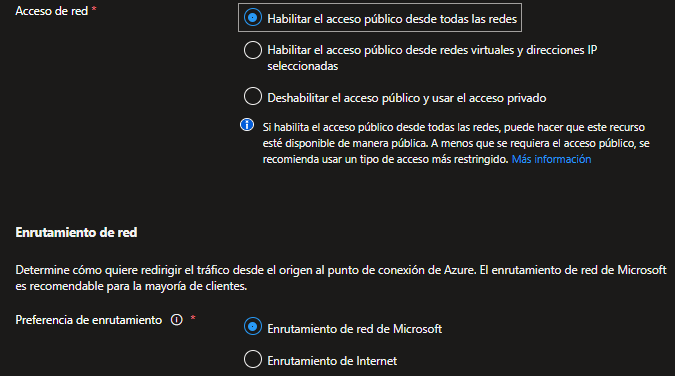 Acceso de red *
Habilitar el acceso público desde todas las redes
Habilitar el acceso público desde redes virtuales y direcciones IP
seleccionadas
Deshabilitar el acceso público y usar el acceso privado
Si habilita el acceso público desde todas las redes, puede hacer que este recurso
esté disponible de manera pública. A menos que se requiera el acceso público, se
recomienda usar un tipo de acceso más restringido. Más información
Enrutamiento de red
Determine cómo quiere redirigir el tráfico desde el origen al punto de conexión de Azure. El enrutamiento de red de Microsoft
es recomendable para la mayoría de clientes.
Preferencia de enrutamiento *
Enrutamiento de red de Microsoft
Enrutamiento de Internet